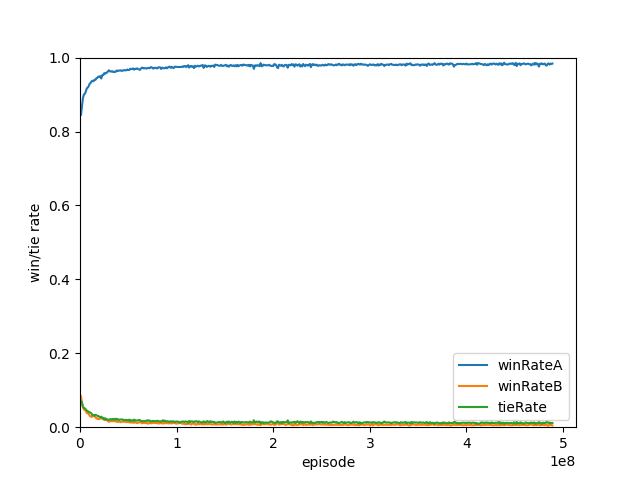 1.0
0.8
0.6
0.4
0.2
0.0
win/tie rate
winRateA
winRateB
tieRate
0 1 2 3 4 5
1e8
episode